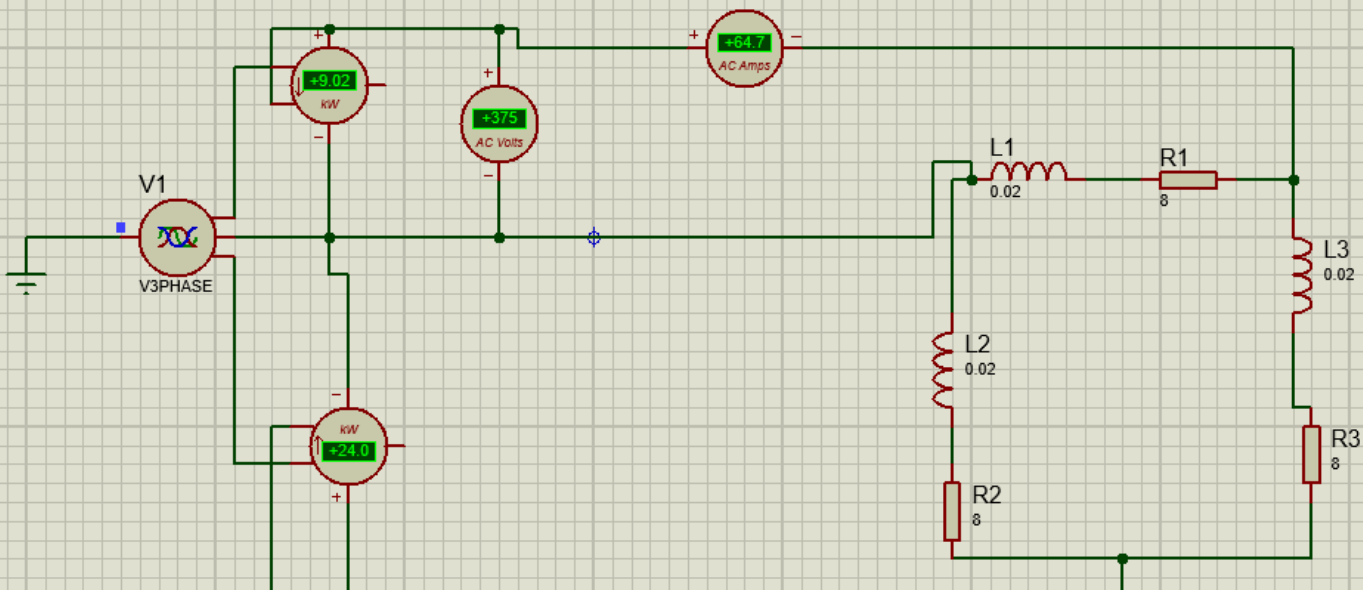 +
+9.02
kW
−
+
+375
AC Volts
−
+
+64.7
AC Amps
−
V1
V3PHASE
L1
0.02
R1
8
L3
0.02
L2
0.02
R3
8
R2
8
−
kW
+24.0
+